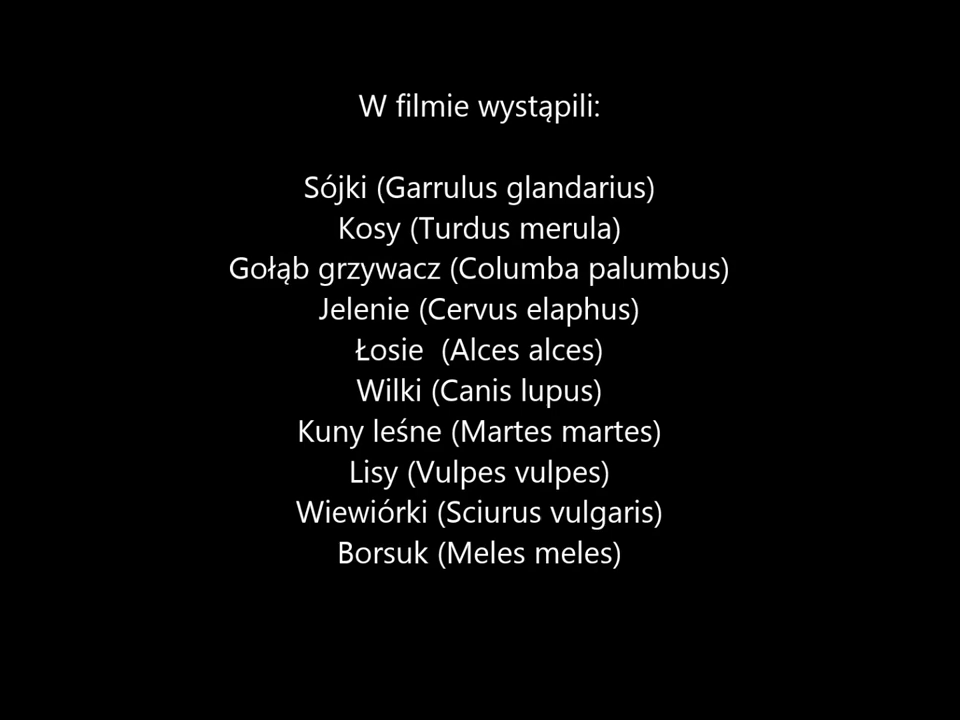 W filmie wystąpili:
Sójki (Garrulus glandarius)
Kosy (Turdus merula)
Gołąb grzywacz (Columba palumbus)
Jelenie (Cervus elaphus)
Łosie  (Alces alces)
Wilki (Canis lupus)
Kuny leśne (Martes martes)
Lisy (Vulpes vulpes)
Wiewiórki (Sciurus vulgaris)
Borsuk (Meles meles)